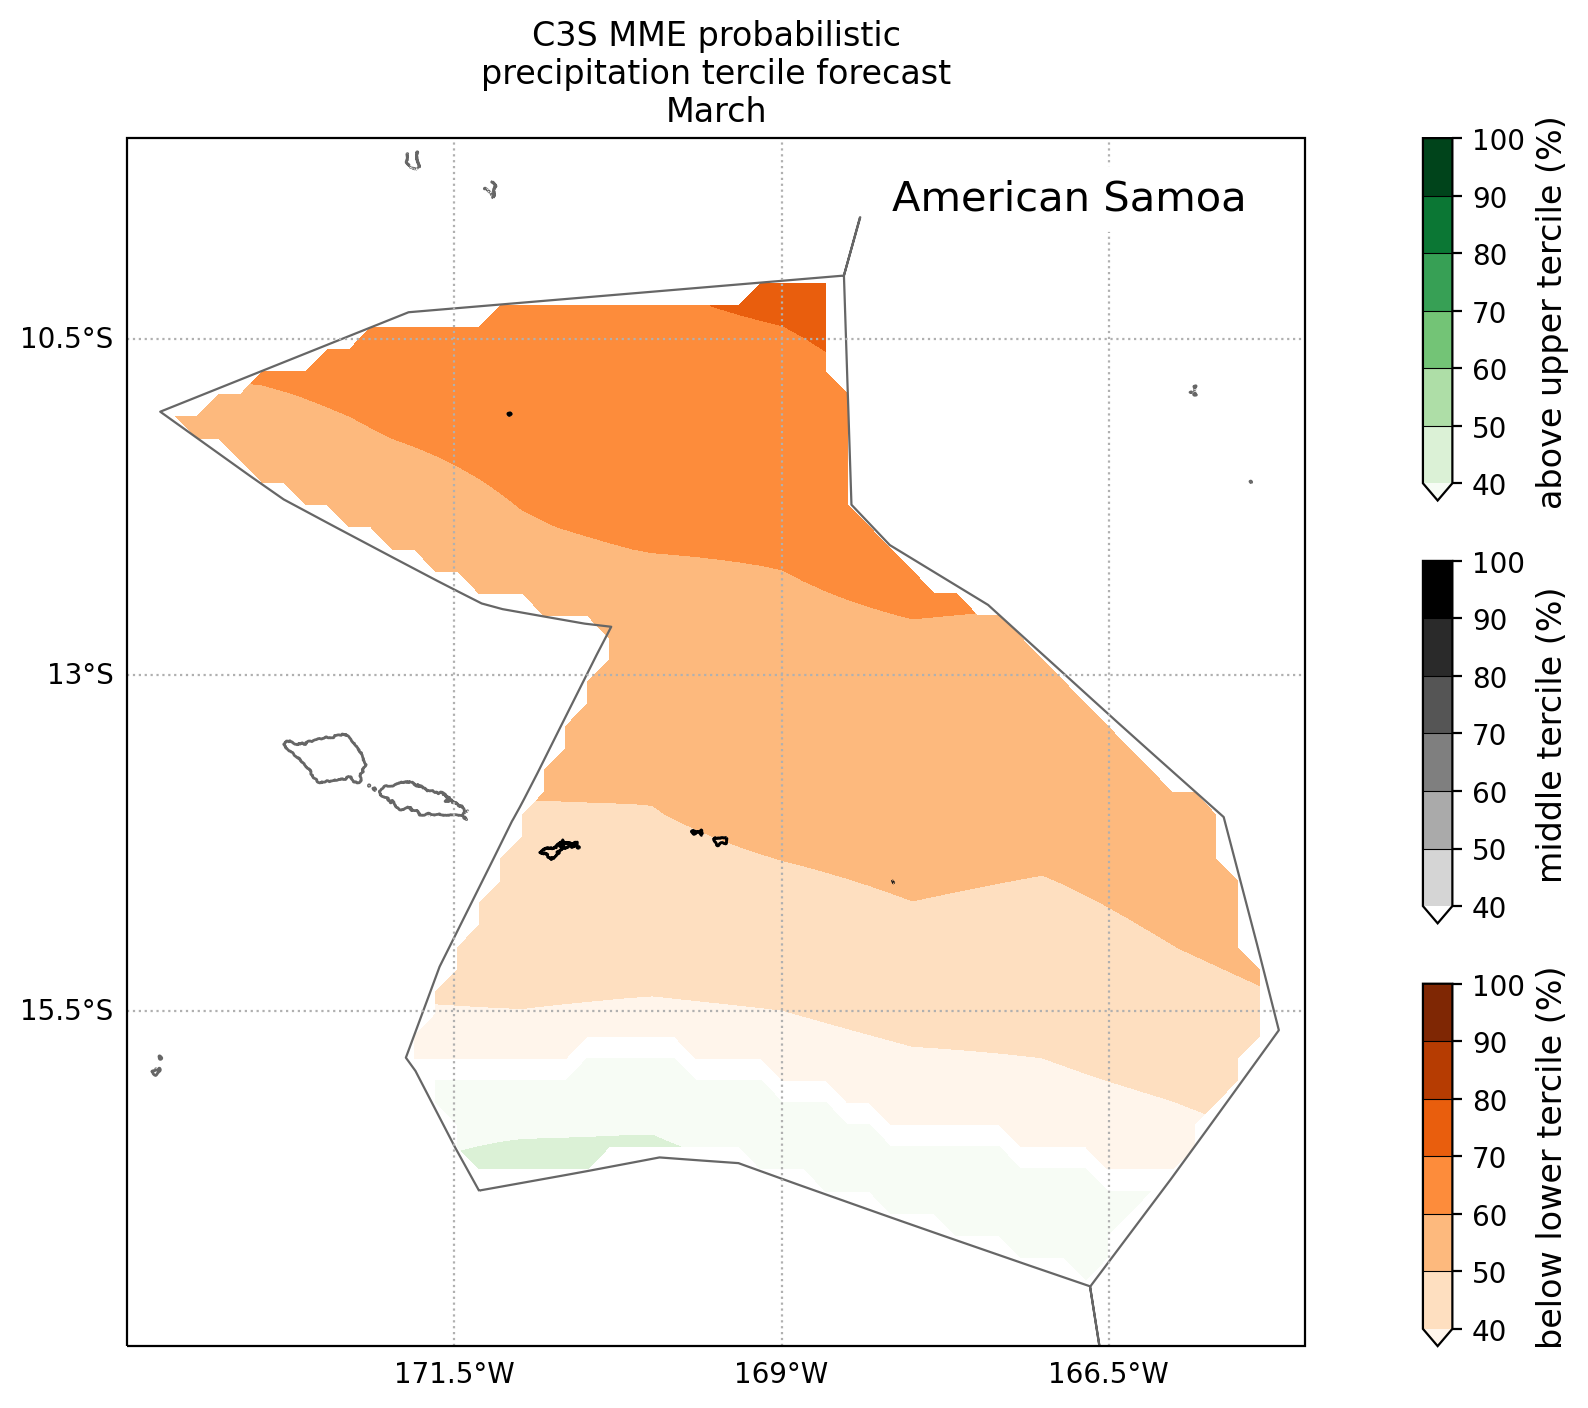 C3S MME probabilistic
precipitation tercile forecast
March
American Samoa
10.5°S
13°S
15.5°S
171.5°W
169°W
166.5°W
100
90
80
70
60
50
40
above upper tercile (%)
100
90
80
70
60
50
40
middle tercile (%)
100
90
80
70
60
50
40
below lower tercile (%)